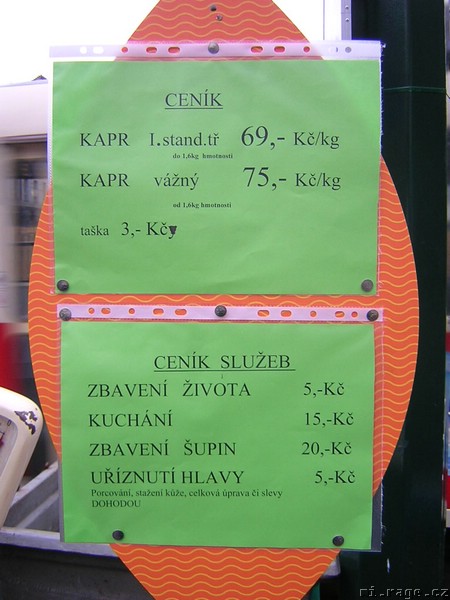 CENÍK
KAPR I.stand.tř 69,- Kč/kg
do 1,6kg hmotnosti
KAPR vážný 75,- Kč/kg
od 1,6kg hmotnosti
taška 3,- Kč
CENÍK SLUŽEB
ZBAVENÍ ŽIVOTA 5,-Kč
KUCHÁNÍ 15,-Kč
ZBAVENÍ ŠUPIN 20,-Kč
UŘÍZNUTÍ HLAVY 5,-Kč
Porcování, stažení kůže, celková úprava či slevy
DOHODOU
ri.rage.cz